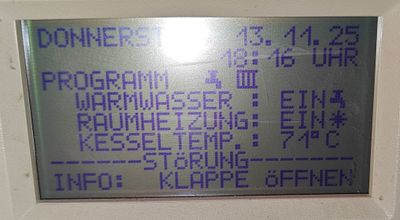 DONNERST 13.11.25
18:16 UHR
PROGRAMM
WARMWASSER : EIN
RAUMHEIZUNG: EIN
KESSELTEMP.: 71°C
-------STÖRUNG-------
INFO: KLAPPE ÖFFNEN